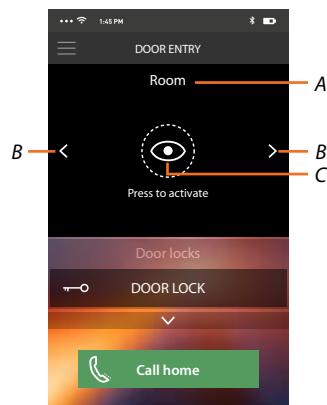 1:45 PM
DOOR ENTRY
Room
A
B
B
C
Press to activate
Door locks
DOOR LOCK
Call home